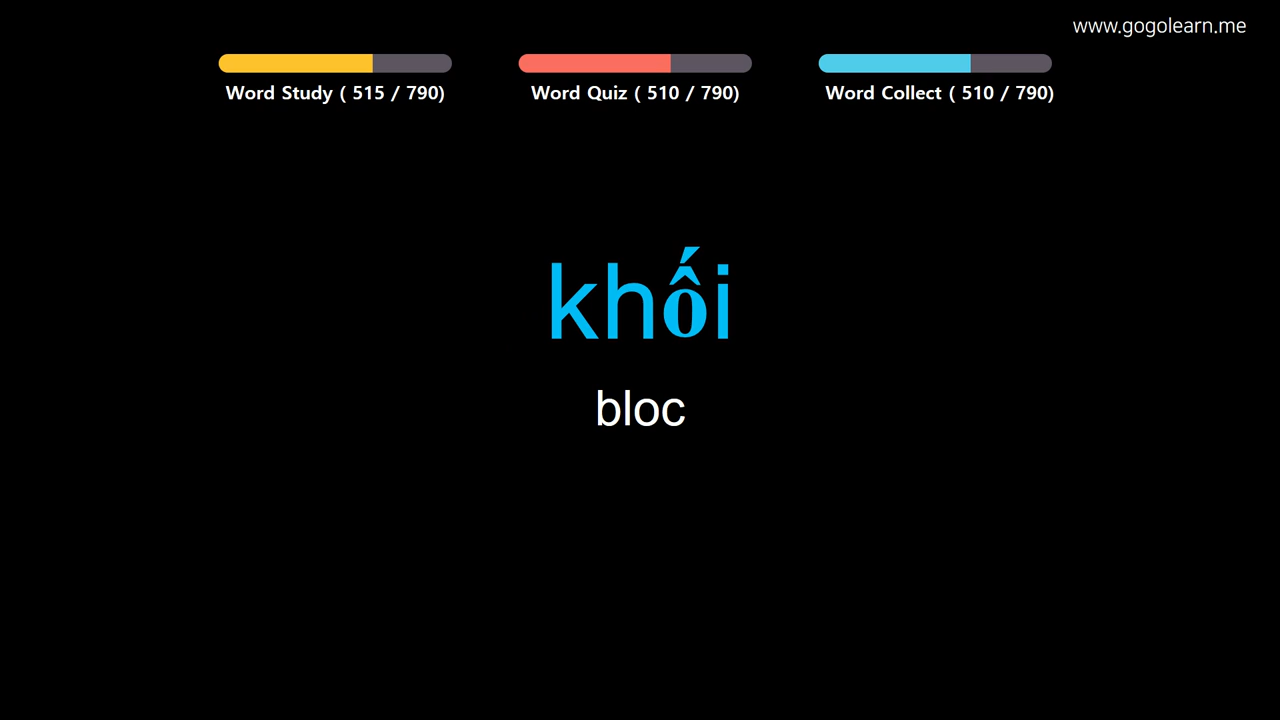 www.gogolearn.me
Word Study ( 515 / 790)
Word Quiz ( 510 / 790)
Word Collect ( 510 / 790)
khối
bloc